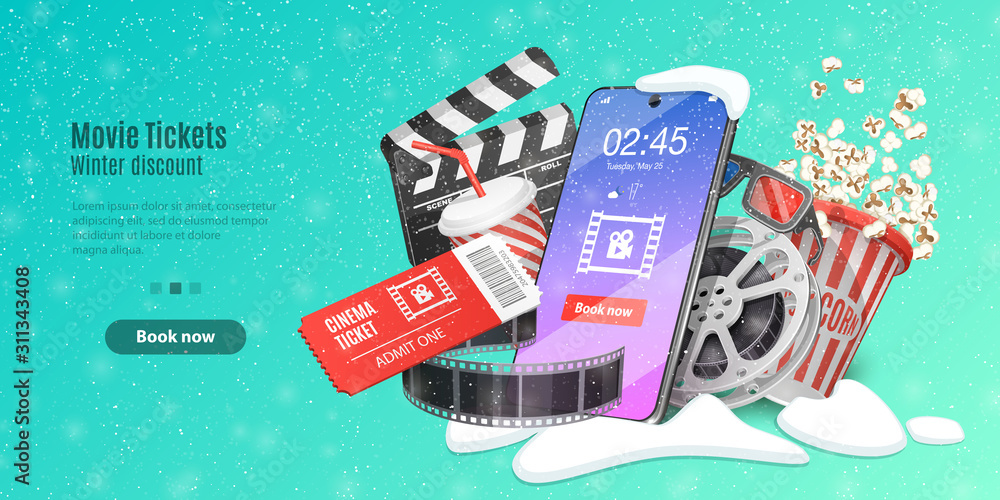 Movie Tickets
Winter discount
Lorem ipsum dolor sit amet, consectetur
adipiscing elit, sed do eiusmod tempor
incididunt ut labore et dolore
magna aliqua.
Book now
SCENE
ROLL
CINEMA
TICKET
ADMIT ONE
02:45
Tuesday, May 25
Book now
CORN
Adobe Stock | #311343408